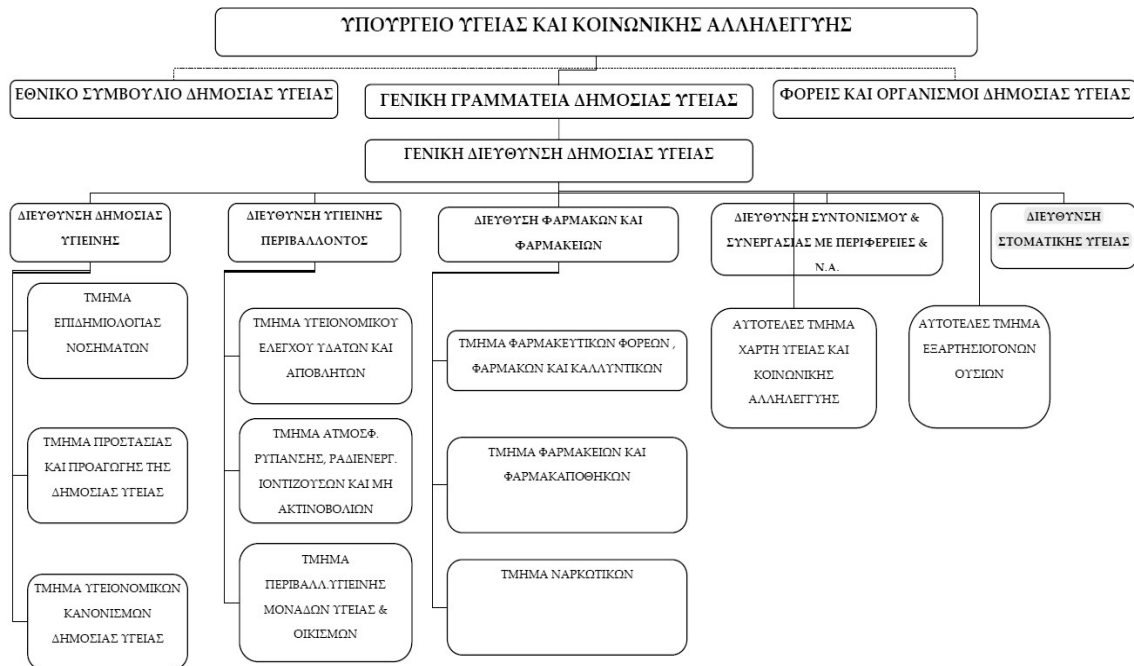 ΥΠΟΥΡΓΕΙΟ ΥΓΕΙΑΣ ΚΑΙ ΚΟΙΝΩΝΙΚΗΣ ΑΛΛΗΛΕΓΓΥΗΣ
ΕΘΝΙΚΟ ΣΥΜΒΟΥΛΙΟ ΔΗΜΟΣΙΑΣ ΥΓΕΙΑΣ
ΓΕΝΙΚΗ ΓΡΑΜΜΑΤΕΙΑ ΔΗΜΟΣΙΑΣ ΥΓΕΙΑΣ
ΦΟΡΕΙΣ ΚΑΙ ΟΡΓΑΝΙΣΜΟΙ ΔΗΜΟΣΙΑΣ ΥΓΕΙΑΣ
ΓΕΝΙΚΗ ΔΙΕΥΘΥΝΣΗ ΔΗΜΟΣΙΑΣ ΥΓΕΙΑΣ
ΔΙΕΥΘΥΝΣΗ ΔΗΜΟΣΙΑΣ
ΥΓΙΕΙΝΗΣ
ΔΙΕΥΘΥΝΣΗ ΥΓΙΕΙΝΗΣ
ΠΕΡΙΒΑΛΛΟΝΤΟΣ
ΔΙΕΥΘΥΣΗ ΦΑΡΜΑΚΩΝ ΚΑΙ
ΦΑΡΜΑΚΕΙΩΝ
ΔΙΕΥΘΥΝΣΗ ΣΥΝΤΟΝΙΣΜΟΥ &
ΣΥΝΕΡΓΑΣΙΑΣ ΜΕ ΠΕΡΙΦΕΡΕΙΕΣ &
Ν.Α.
ΔΙΕΥΘΥΝΣΗ
ΣΤΟΜΑΤΙΚΗΣ ΥΓΕΙΑΣ
ΤΜΗΜΑ
ΕΠΙΔΗΜΙΟΛΟΓΙΑΣ
ΝΟΣΗΜΑΤΩΝ
ΤΜΗΜΑ ΥΓΕΙΟΝΟΜΙΚΟΥ
ΕΛΕΓΧΟΥ ΥΔΑΤΩΝ ΚΑΙ
ΑΠΟΒΛΗΤΩΝ
ΤΜΗΜΑ ΦΑΡΜΑΚΕΥΤΙΚΩΝ ΦΟΡΕΩΝ ,
ΦΑΡΜΑΚΩΝ ΚΑΙ ΚΑΛΛΥΝΤΙΚΩΝ
ΑΥΤΟΤΕΛΕΣ ΤΜΗΜΑ
ΧΑΡΤΗ ΥΓΕΙΑΣ ΚΑΙ
ΚΟΙΝΩΝΙΚΗΣ
ΑΛΛΗΛΕΓΓΥΗΣ
ΑΥΤΟΤΕΛΕΣ ΤΜΗΜΑ
ΕΞΑΡΤΗΣΙΟΓΟΝΩΝ
ΟΥΣΙΩΝ
ΤΜΗΜΑ ΠΡΟΣΤΑΣΙΑΣ
ΚΑΙ ΠΡΟΑΓΩΓΗΣ ΤΗΣ
ΔΗΜΟΣΙΑΣ ΥΓΕΙΑΣ
ΤΜΗΜΑ ΑΤΜΟΣΦ.
ΡΥΠΑΝΣΗΣ, ΡΑΔΙΕΝΕΡΓ.
ΙΟΝΤΙΖΟΥΣΩΝ ΚΑΙ ΜΗ
ΑΚΤΙΝΟΒΟΛΙΩΝ
ΤΜΗΜΑ ΦΑΡΜΑΚΕΙΩΝ ΚΑΙ
ΦΑΡΜΑΚΑΠΟΘΗΚΩΝ
ΤΜΗΜΑ ΥΓΕΙΟΝΟΜΙΚΩΝ
ΚΑΝΟΝΙΣΜΩΝ
ΔΗΜΟΣΙΑΣ ΥΓΕΙΑΣ
ΤΜΗΜΑ
ΠΕΡΙΒΑΛΛ.ΥΓΙΕΙΝΗΣ
ΜΟΝΑΔΩΝ ΥΓΕΙΑΣ &
ΟΙΚΙΣΜΩΝ
ΤΜΗΜΑ ΝΑΡΚΩΤΙΚΩΝ